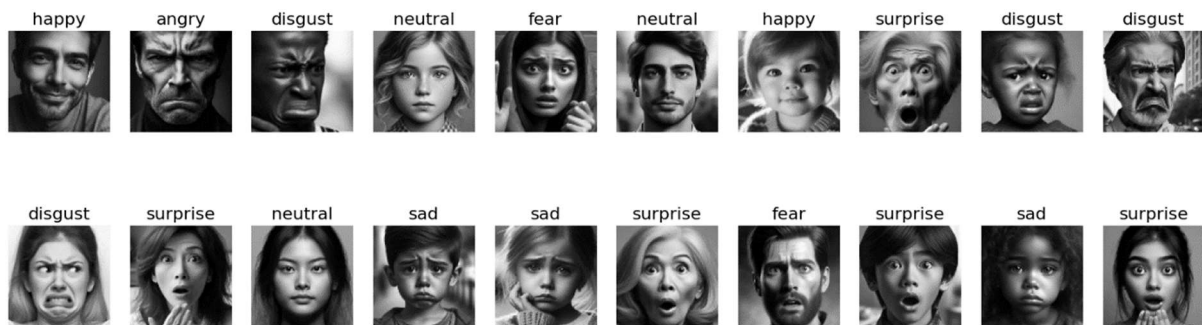 happy angry disgust neutral fear neutral happy surprise disgust disgust
disgust surprise neutral sad sad surprise fear surprise sad surprise